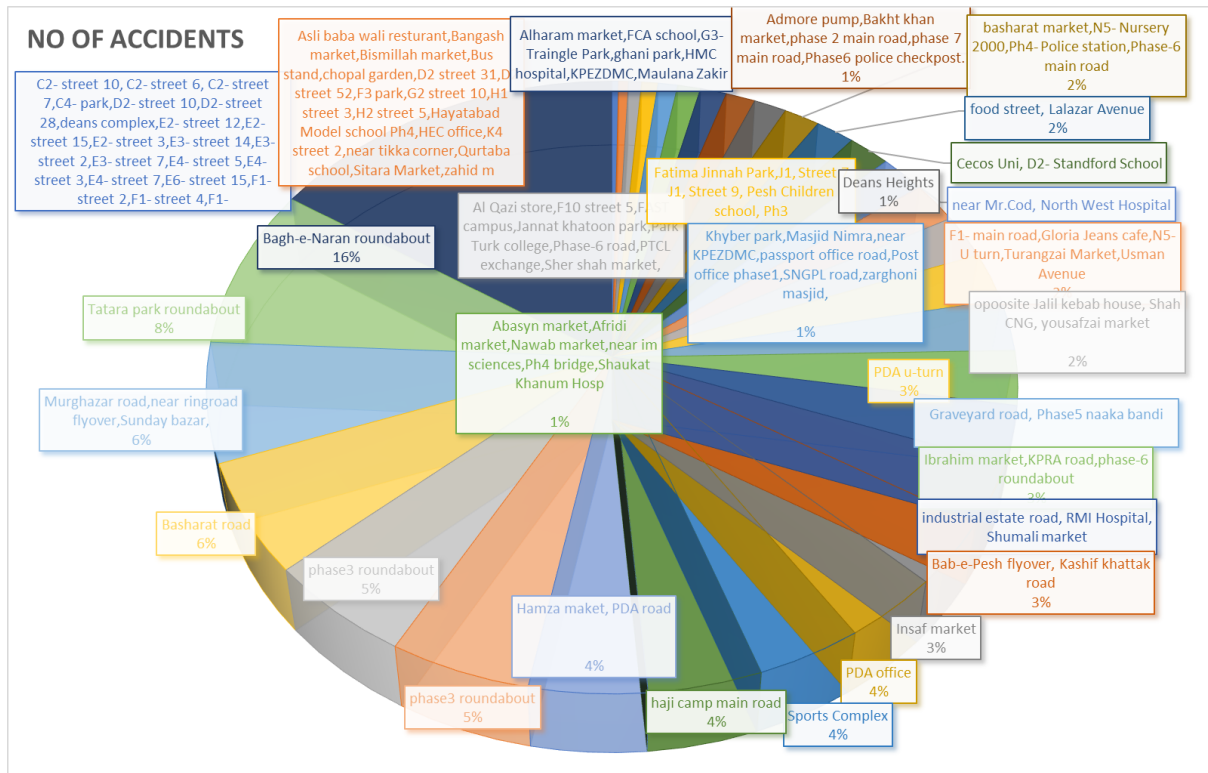 NO OF ACCIDENTS
C2- street 10, C2- street 6, C2- street
7,C4- park,D2- street 10,D2- street
28,deans complex,E2- street 12,E2-
street 15,E2- street 3,E3- street 14,E3-
street 2,E3- street 7,E4- street 5,E4-
street 3,E4- street 7,E6- street 15,F1-
street 2,F1- street 4,F1-
Asli baba wali resturant,Bangash
market,Bismillah market,Bus
stand,chopal garden,D2 street 31,D
street 52,F3 park,G2 street 10,H1
street 3,H2 street 5,Hayatabad
Model school Ph4,HEC office,K4
street 2,near tikka corner,Qurtaba
school,Sitara Market,zahid m
Alharam market,FCA school,G3-
Traingle Park,ghani park,HMC
hospital,KPEZDMC,Maulana Zakir
Admore pump,Bakht khan
market,phase 2 main road,phase 7
main road,Phase6 police checkpost.
1%
basharat market,N5- Nursery
2000,Ph4- Police station,Phase-6
main road
2%
food street, Lalazar Avenue
2%
Cecos Uni, D2- Standford School
Deans Heights
1%
near Mr.Cod, North West Hospital
Fatima Jinnah Park,J1, Street
J1, Street 9, Pesh Children
school, Ph3
Al Qazi store,F10 street 5,
campus,Jannat khatoon park,Park
Turk college,Phase-6 road,PTCL
exchange,Sher shah market,
Khyber park,Masjid Nimra,near
KPEZDMC,passport office road,Post
office phase1,SNGPL road,zarghoni
masjid,
1%
F1- main road,Gloria Jeans cafe,N5-
U turn,Turangzai Market,Usman
Avenue
opoosite Jalil kebab house, Shah
CNG, yousafzai market
2%
Bagh-e-Naran roundabout
16%
Tatara park roundabout
8%
Abasyn market,Afridi
market,Nawab market,near im
sciences,Ph4 bridge,Shaukat
Khanum Hosp
1%
PDA u-turn
3%
Murghazar road,near ringroad
flyover,Sunday bazar,
6%
Graveyard road, Phase5 naaka bandi
Ibrahim market,KPRA road,phase-6
roundabout
3%
industrial estate road, RMI Hospital,
Shumali market
Basharat road
6%
Bab-e-Pesh flyover, Kashif khattak
road
3%
phase3 roundabout
5%
Hamza maket, PDA road
4%
Insaf market
3%
PDA office
4%
phase3 roundabout
5%
haji camp main road
4%
Sports Complex
4%